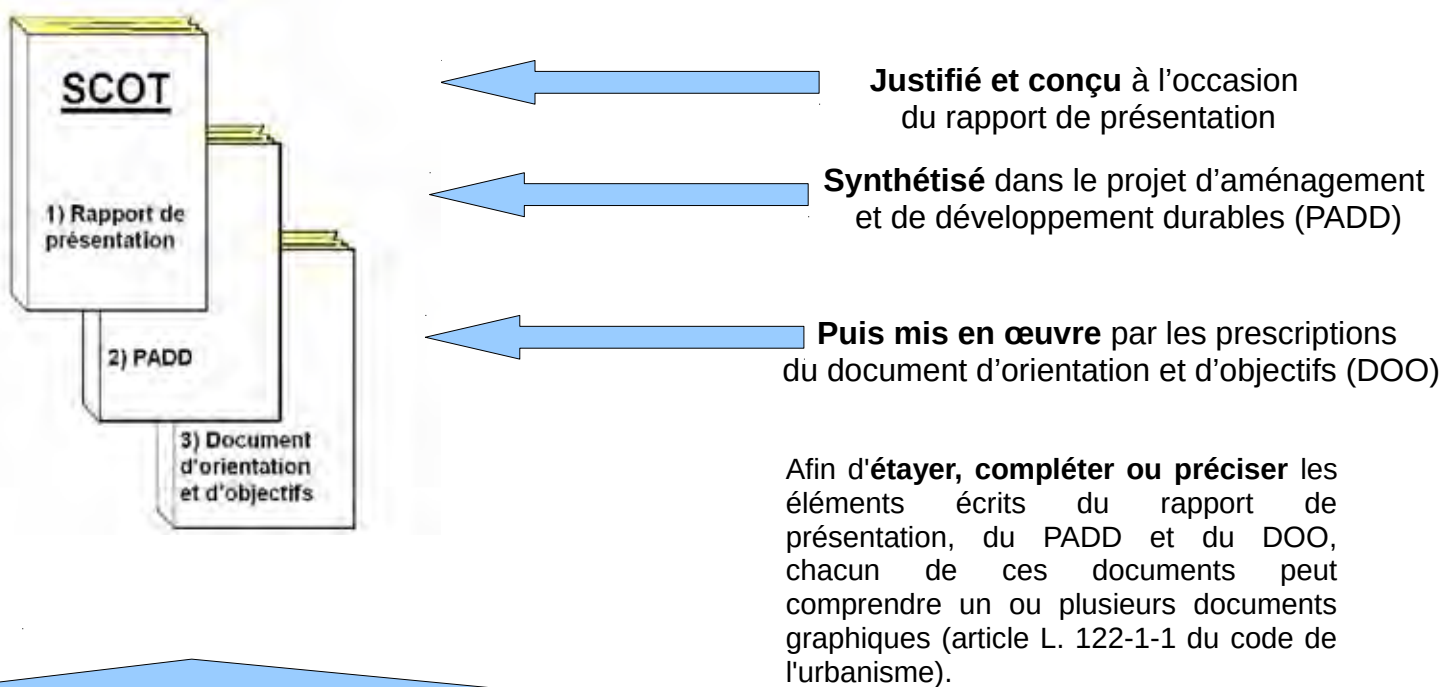 SCOT
1) Rapport de
présentation
2) PADD
3) Document
d'orientation
et d'objectifs
Justifié et conçu à l’occasion
du rapport de présentation
Synthétisé dans le projet d’aménagement
et de développement durables (PADD)
Puis mis en œuvre par les prescriptions
du document d’orientation et d’objectifs (DOO)
Afin d'étayer, compléter ou préciser les
éléments écrits du rapport de
présentation, du PADD et du DOO,
chacun de ces documents peut
comprendre un ou plusieurs documents
graphiques (article L. 122-1-1 du code de
l'urbanisme).